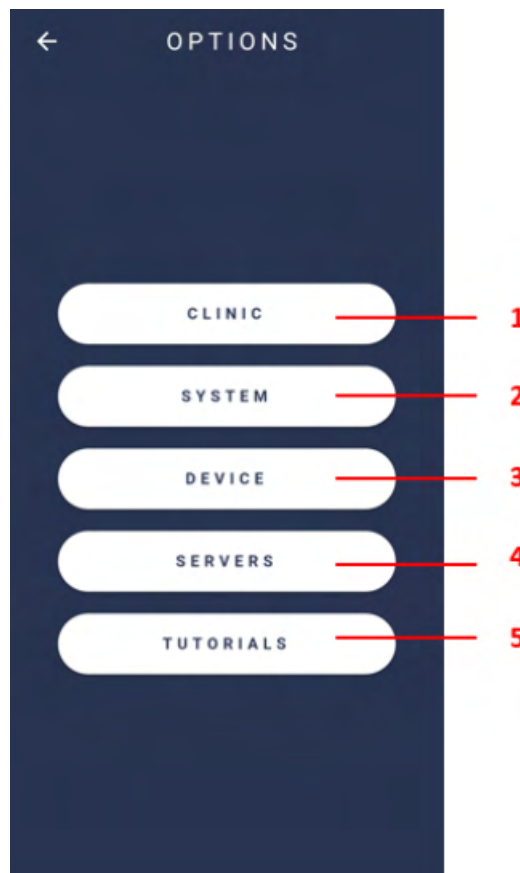 OPTIONS
CLINIC 1
SYSTEM 2
DEVICE 3
SERVERS 4
TUTORIALS 5